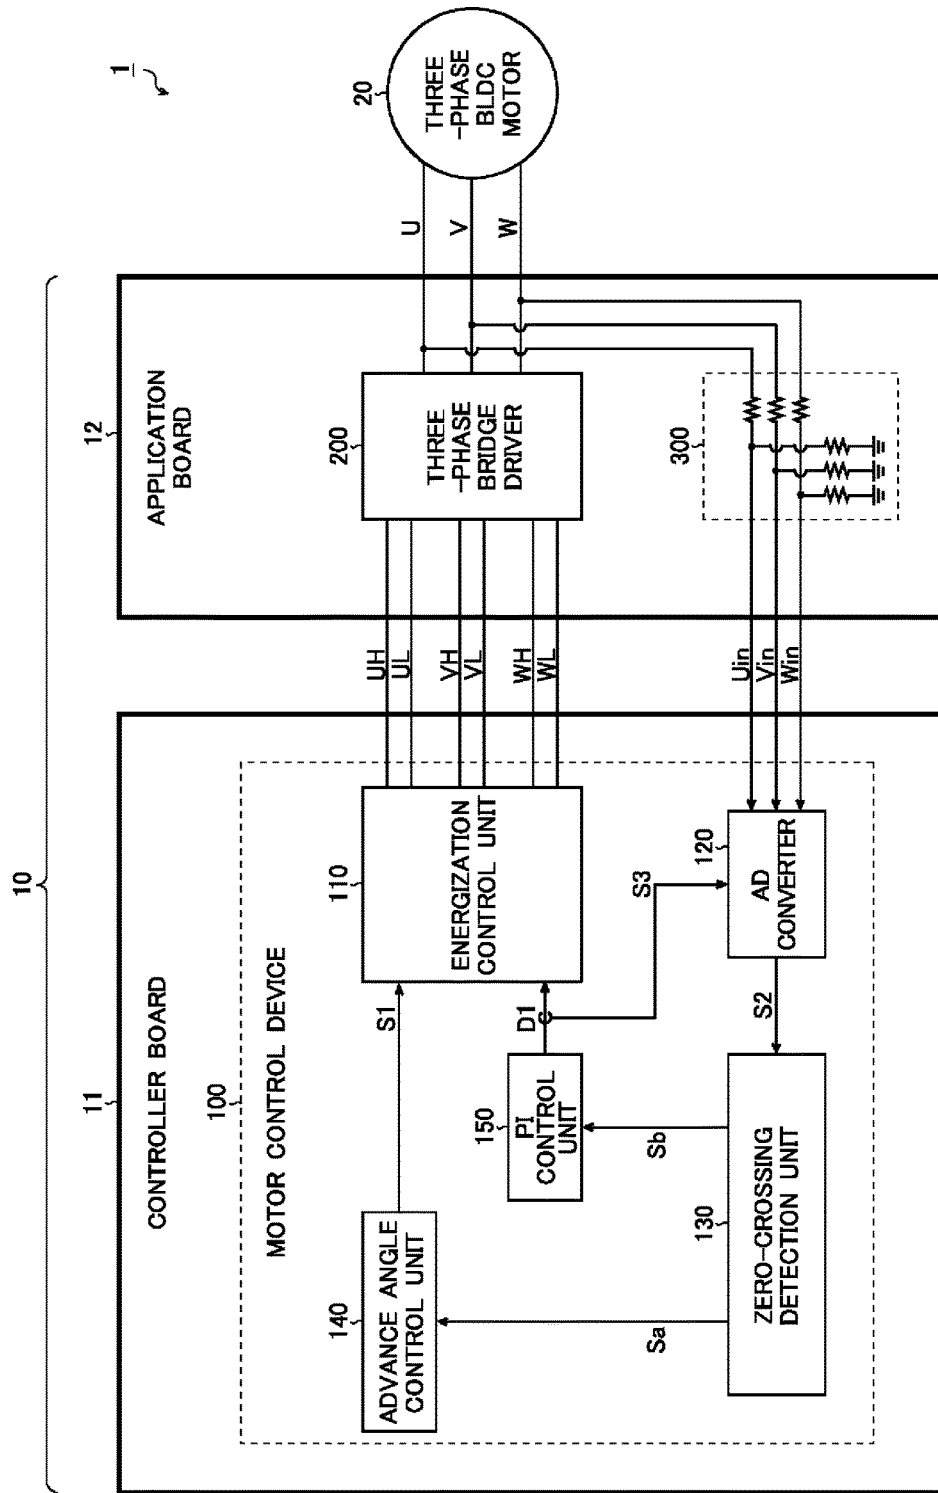 1
10
11
CONTROLLER BOARD
100
MOTOR CONTROL DEVICE
140
ADVANCE ANGLE
CONTROL UNIT
S1
110
ENERGIZATION
CONTROL UNIT
150
PI
CONTROL
UNIT
D1
S3
Sa
Sb
130
ZERO-CROSSING
DETECTION UNIT
S2
120
AD
CONVERTER
UH
UL
VH
VL
WH
WL
Uin
Vin
Win
12
APPLICATION
BOARD
200
THREE
-PHASE
BRIDGE
DRIVER
300
U
V
W
20
THREE
-PHASE
BLDC
MOTOR